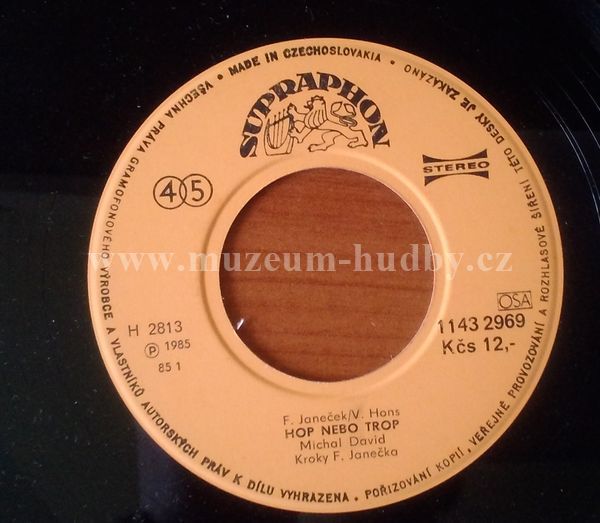 VŠECHNA PRÁVA GRAMOFONOVÉHO VÝROBCE A VLASTNÍKŮ AUTORSKÝCH PRÁV K DÍLU VYHRAZENA • POŘIZOVÁNÍ KOPIÍ, VEŘEJNÉ PROVOZOVÁNÍ A ROZHLASOVÉ ŠÍŘENÍ TÉTO DESKY JE ZAKÁZÁNO • MADE IN CZECHOSLOVAKIA •
SUPRAPHON
STEREO
45
www.muzeum-hudby.cz
OSA
H 2813
1143 2969
℗ 1985
Kčs 12,-
85 1
F. Janeček/V. Hons
HOP NEBO TROP
Michal David
Kroky F. Janečka